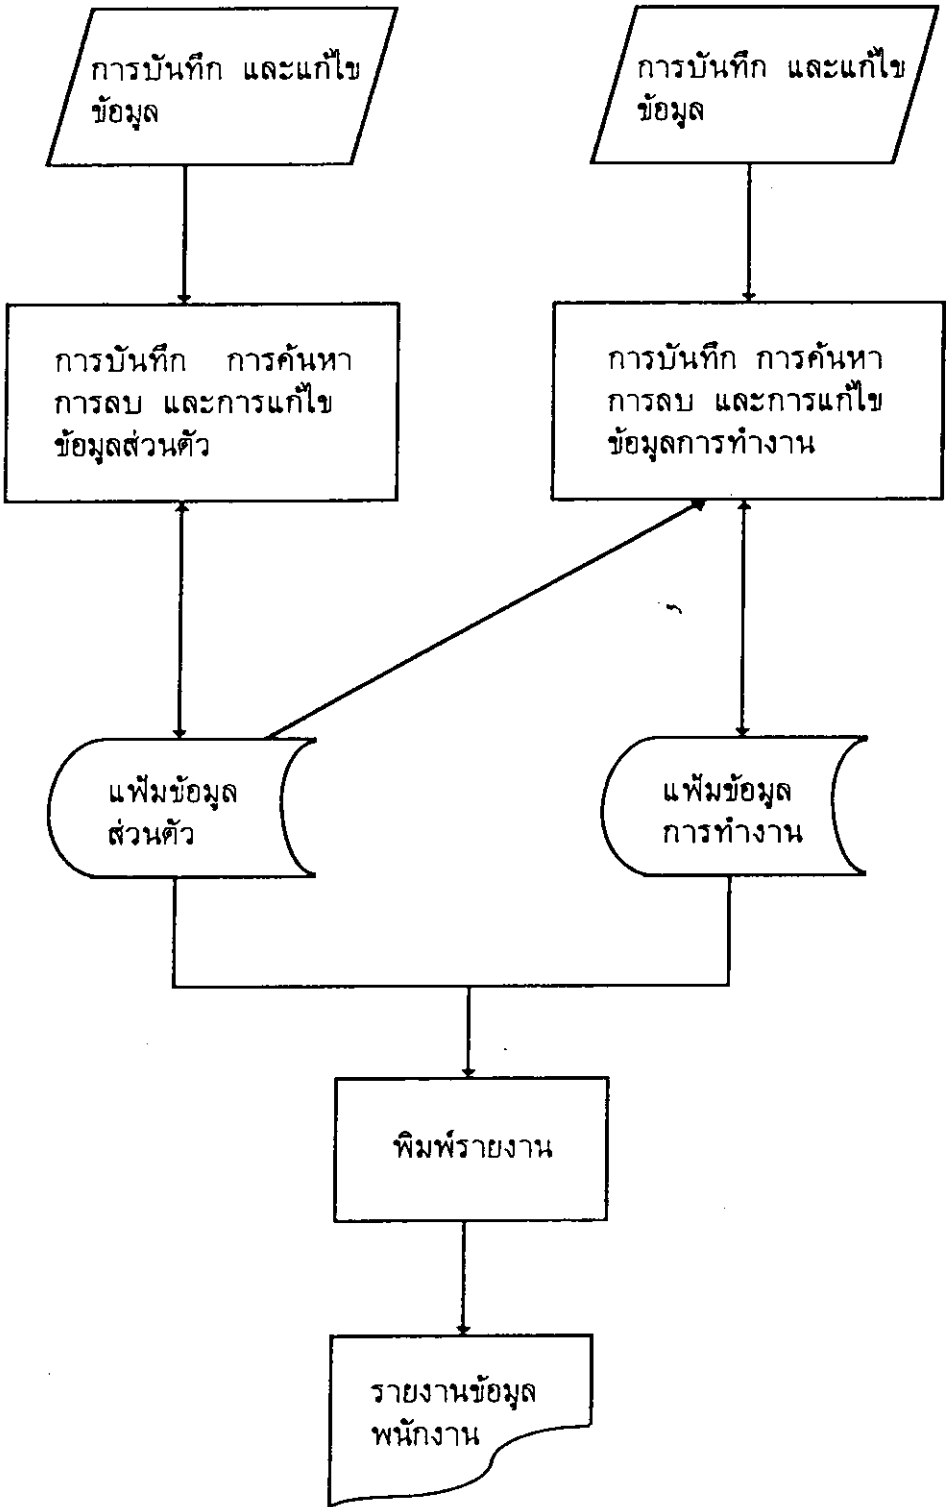 การบันทึก และแก้ไข
ข้อมูล
การบันทึก และแก้ไข
ข้อมูล
การบันทึก การค้นหา
การลบ และการแก้ไข
ข้อมูลส่วนตัว
การบันทึก การค้นหา
การลบ และการแก้ไข
ข้อมูลการทำงาน
แฟ้มข้อมูล
ส่วนตัว
แฟ้มข้อมูล
การทำงาน
พิมพ์รายงาน
รายงานข้อมูล
พนักงาน